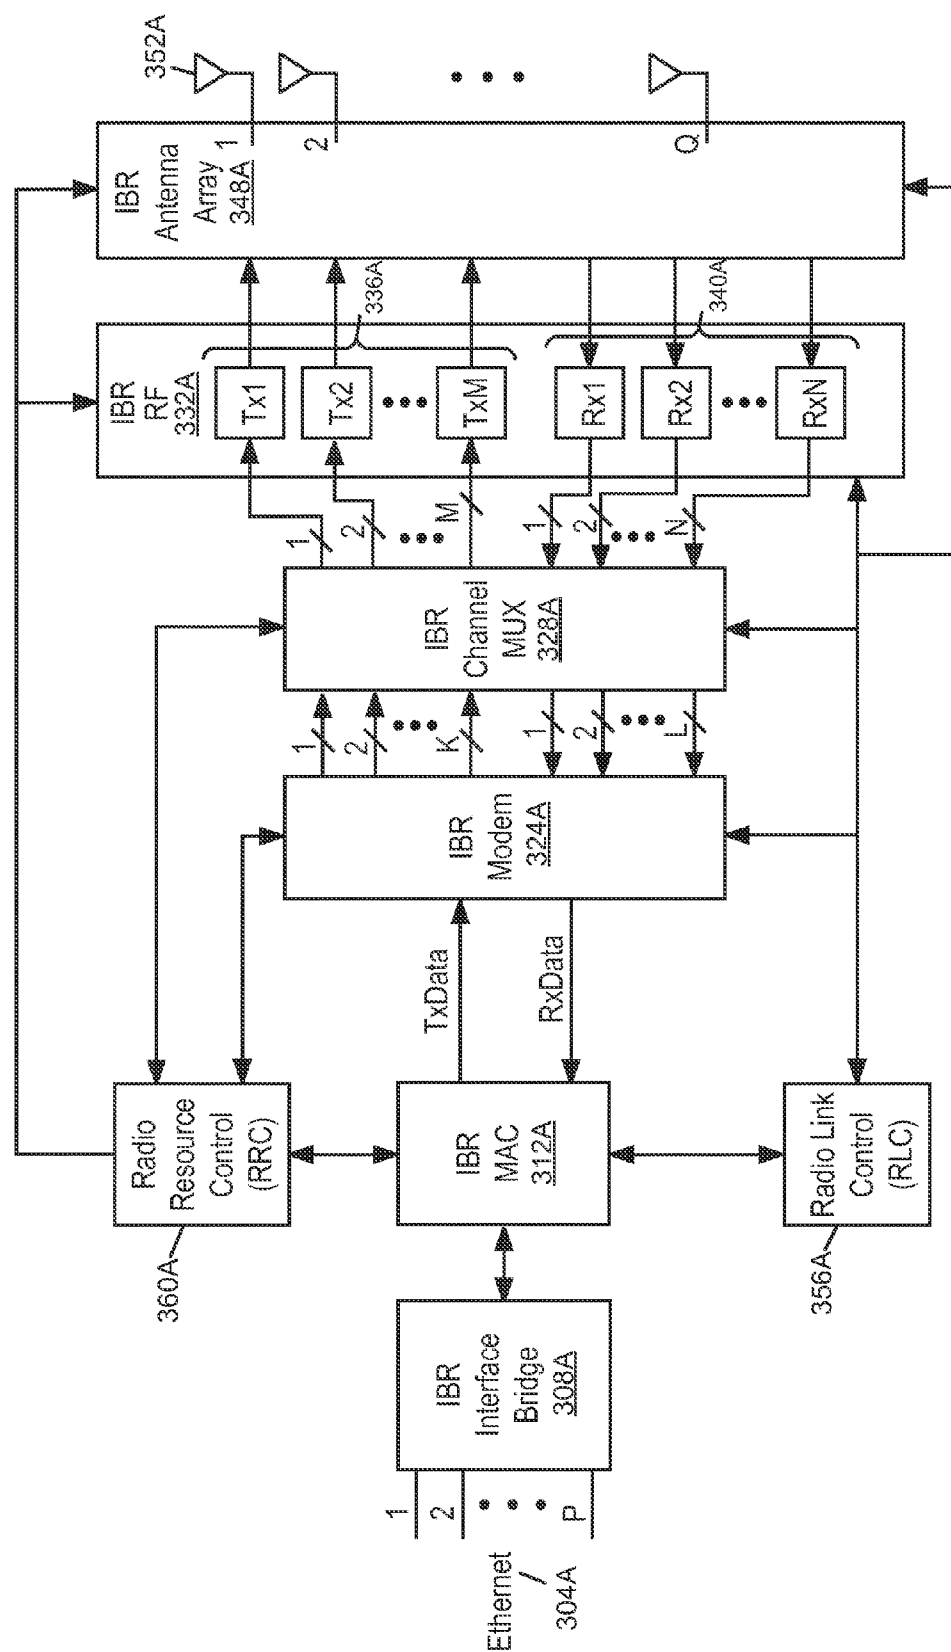 Ethernet
304A
1
2
P
IBR
Interface
Bridge
308A
360A
Radio
Resource
Control
(RRC)
IBR
MAC
312A
356A
Radio Link
Control
(RLC)
TxData
RxData
IBR
Modem
324A
1
2
K
1
2
L
IBR
Channel
MUX
328A
1
2
M
1
2
N
IBR
RF
332A
Tx1
Tx2
TxM
336A
Rx1
Rx2
RxN
340A
IBR
Antenna
Array
348A
1
2
Q
352A